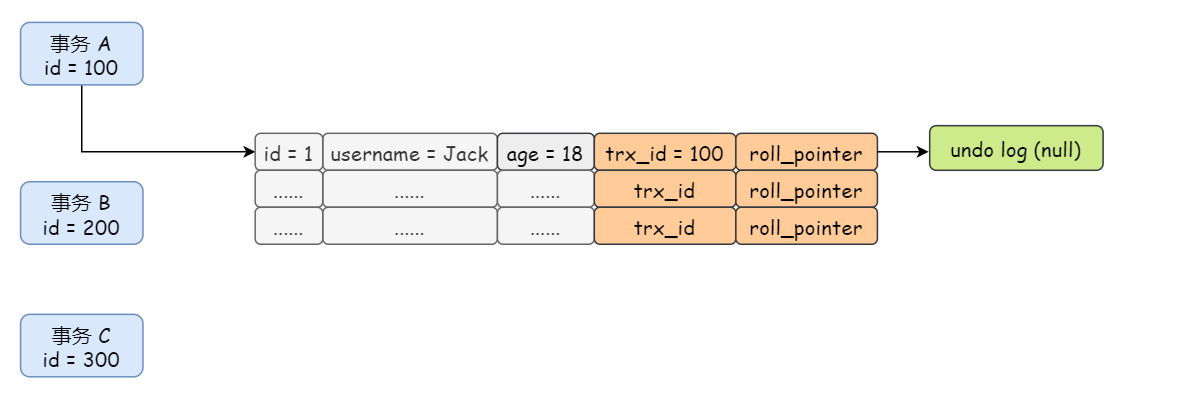 事务 A
id = 100
id = 1 username = Jack age = 18 trx_id = 100 roll_pointer undo log (null)
...... ...... ...... trx_id roll_pointer
事务 B
id = 200
...... ...... ...... trx_id roll_pointer
事务 C
id = 300